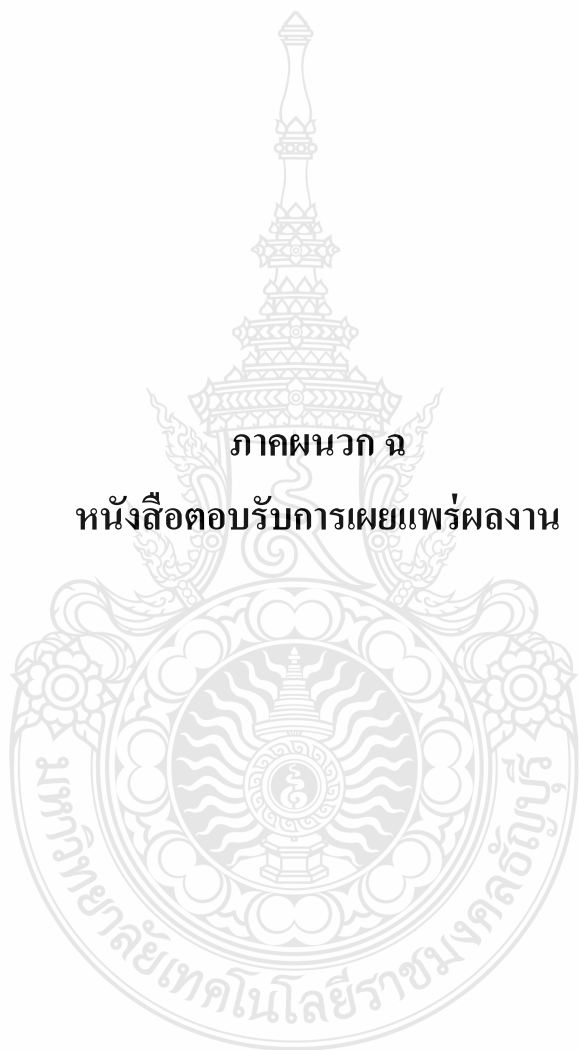 ภาคผนวก ฉ
หนังสือตอบรับการเผยแพร่ผลงาน
มหาวิทยาลัยเทคโนโลยีราชมงคลธัญบุรี